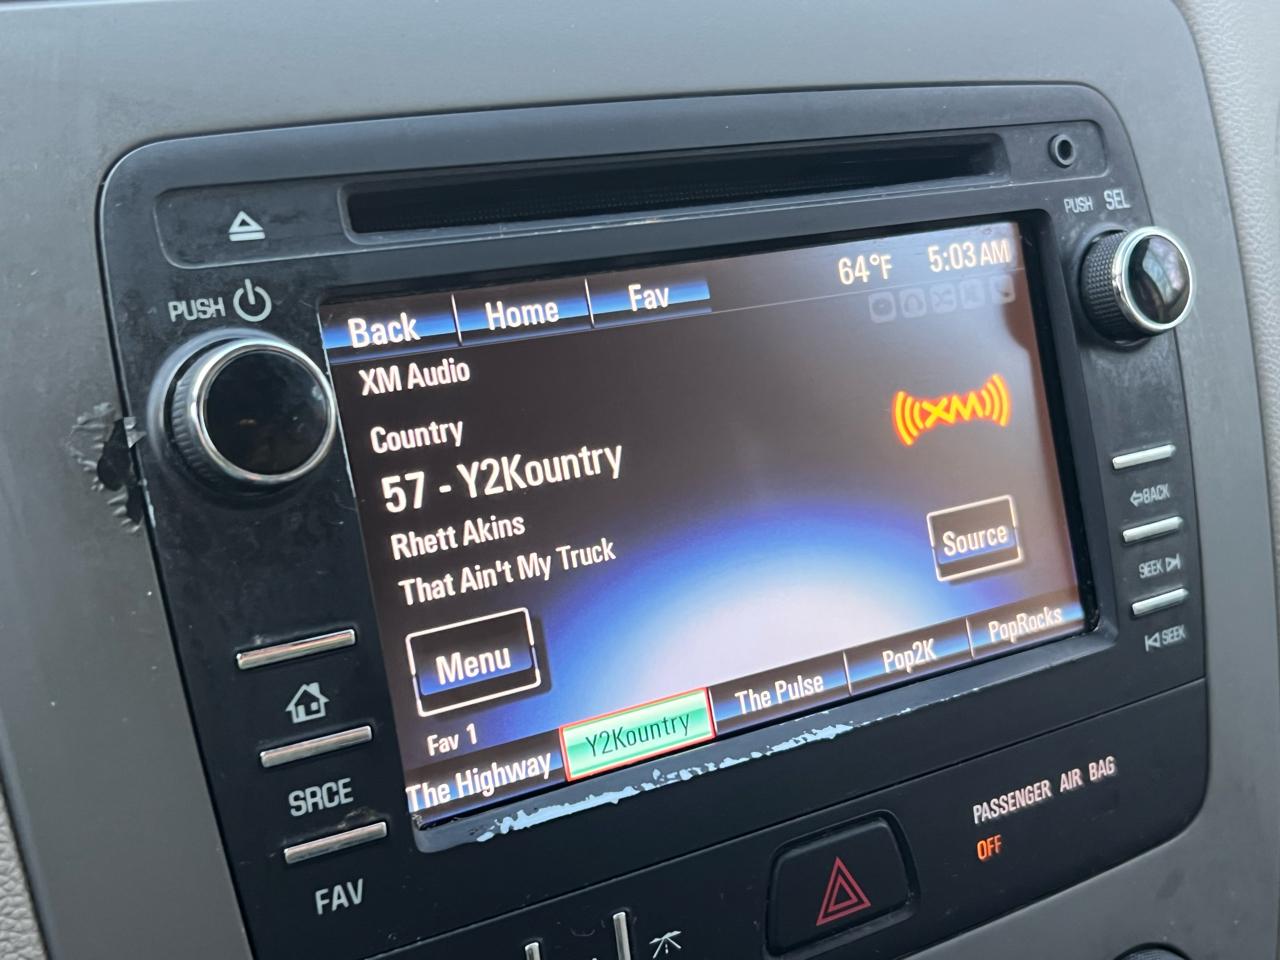 PUSH SEL
PUSH
64°F 5:03 AM
Back Home Fav
XM Audio
XM
Country
57 - Y2Kountry
Rhett Akins
That Ain't My Truck
Source
Menu
Fav 1
The Highway Y2Kountry The Pulse Pop2K PopRocks
BACK
SEEK
SEEK
SRCE
FAV
PASSENGER AIR BAG
OFF